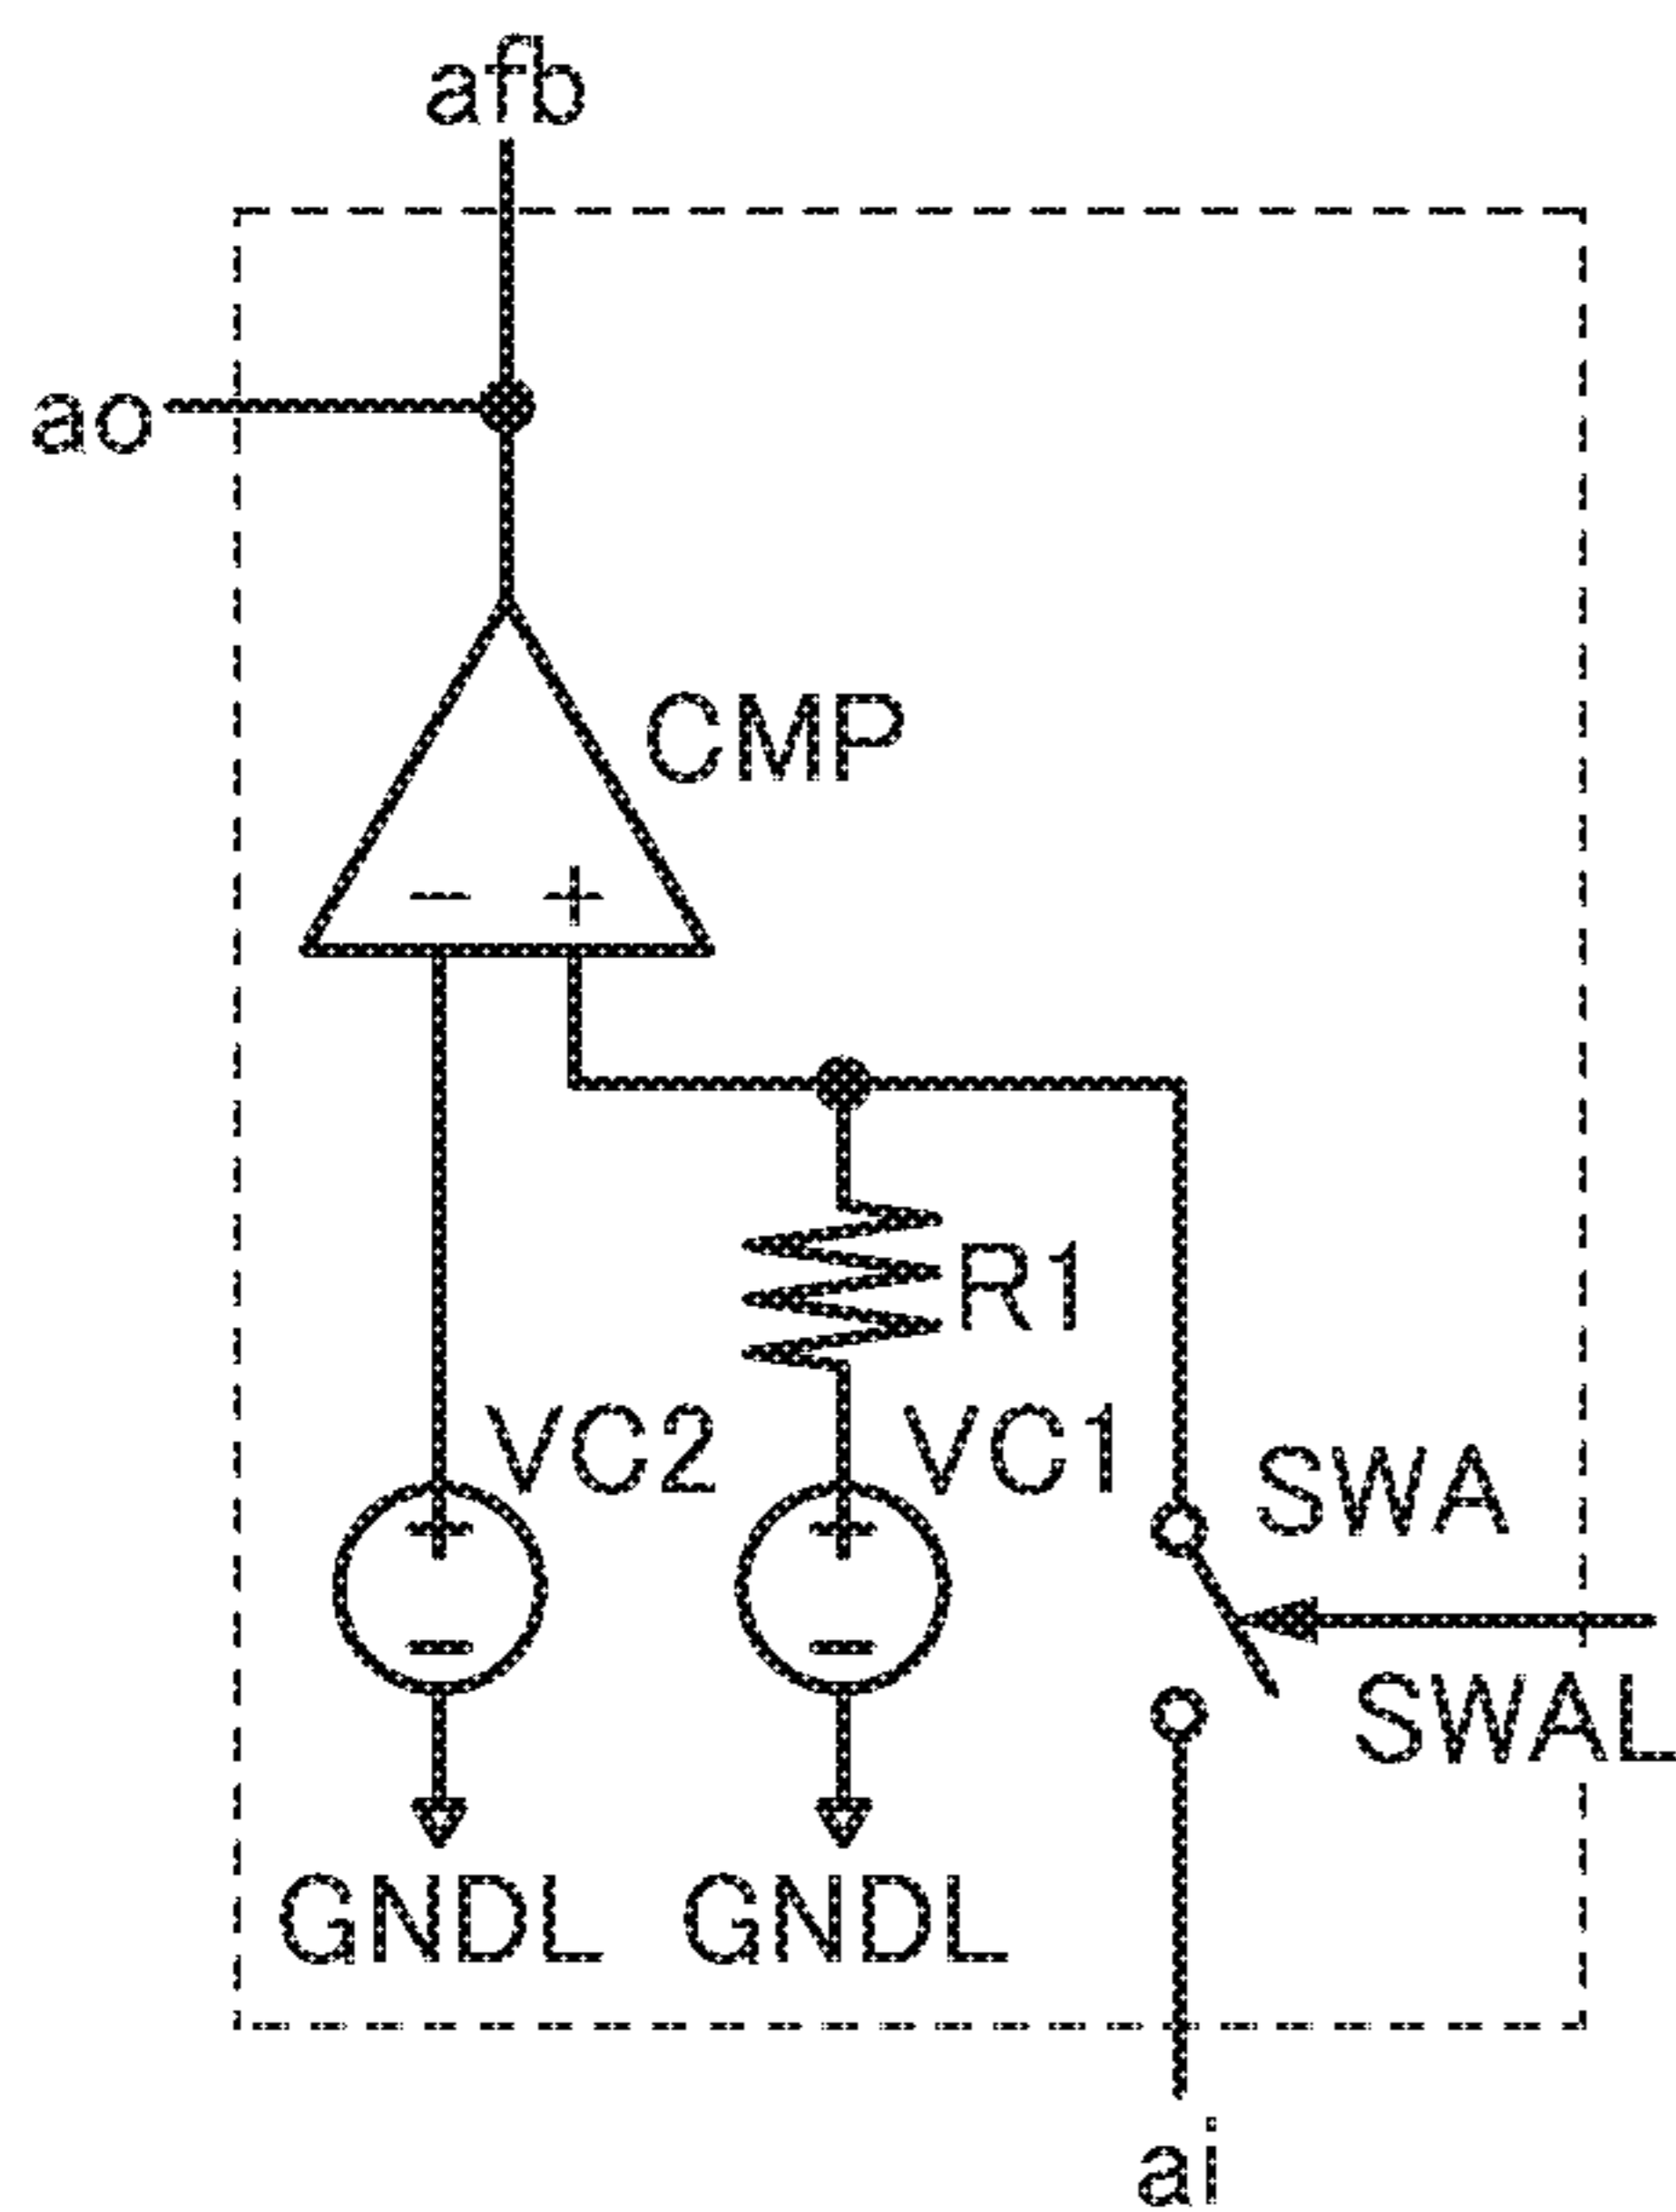 afb
ao
CMP
− +
R1
VC2 VC1
SWA
+ +
− −
SWAL
GNDL GNDL
ai